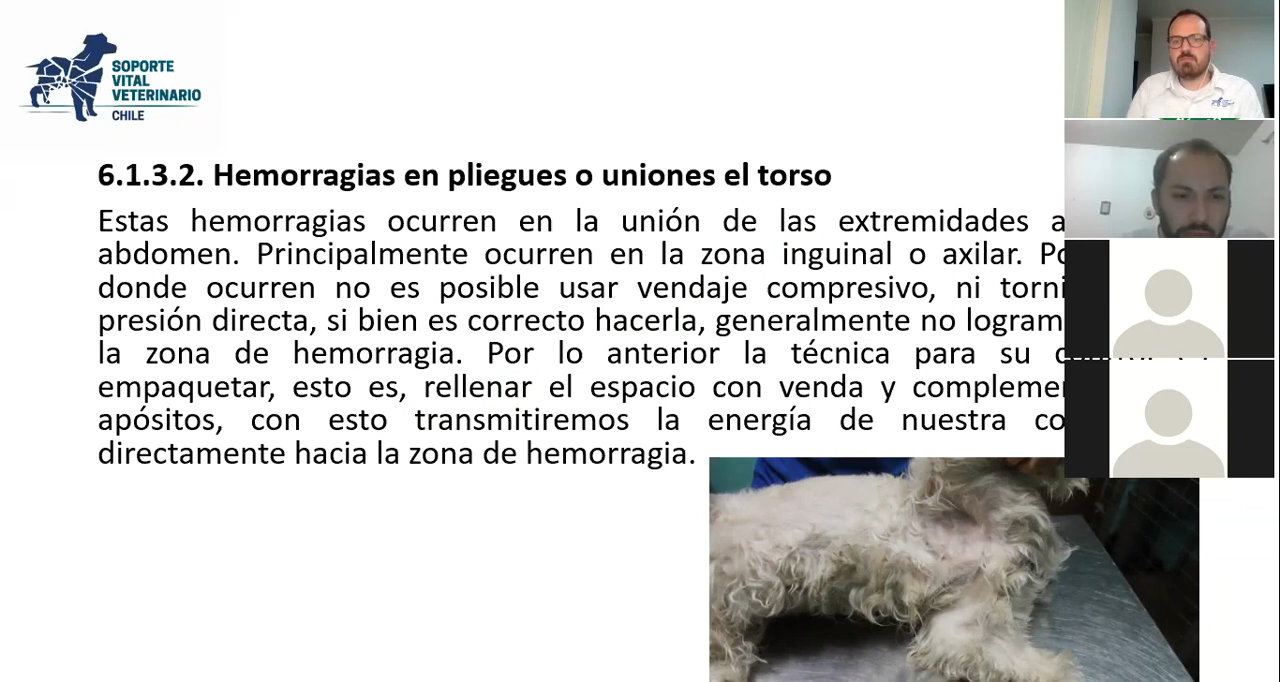 SOPORTE
VITAL
VETERINARIO
CHILE
6.1.3.2. Hemorragias en pliegues o uniones el torso
Estas hemorragias ocurren en la unión de las extremidades
abdomen. Principalmente ocurren en la zona inguinal o axilar.
donde ocurren no es posible usar vendaje compresivo, ni
presión directa, si bien es correcto hacerla, generalmente no
la zona de hemorragia. Por lo anterior la técnica para su
empaquetar, esto es, rellenar el espacio con venda y
apósitos, con esto transmitiremos la energía de nuestra
directamente hacia la zona de hemorragia.